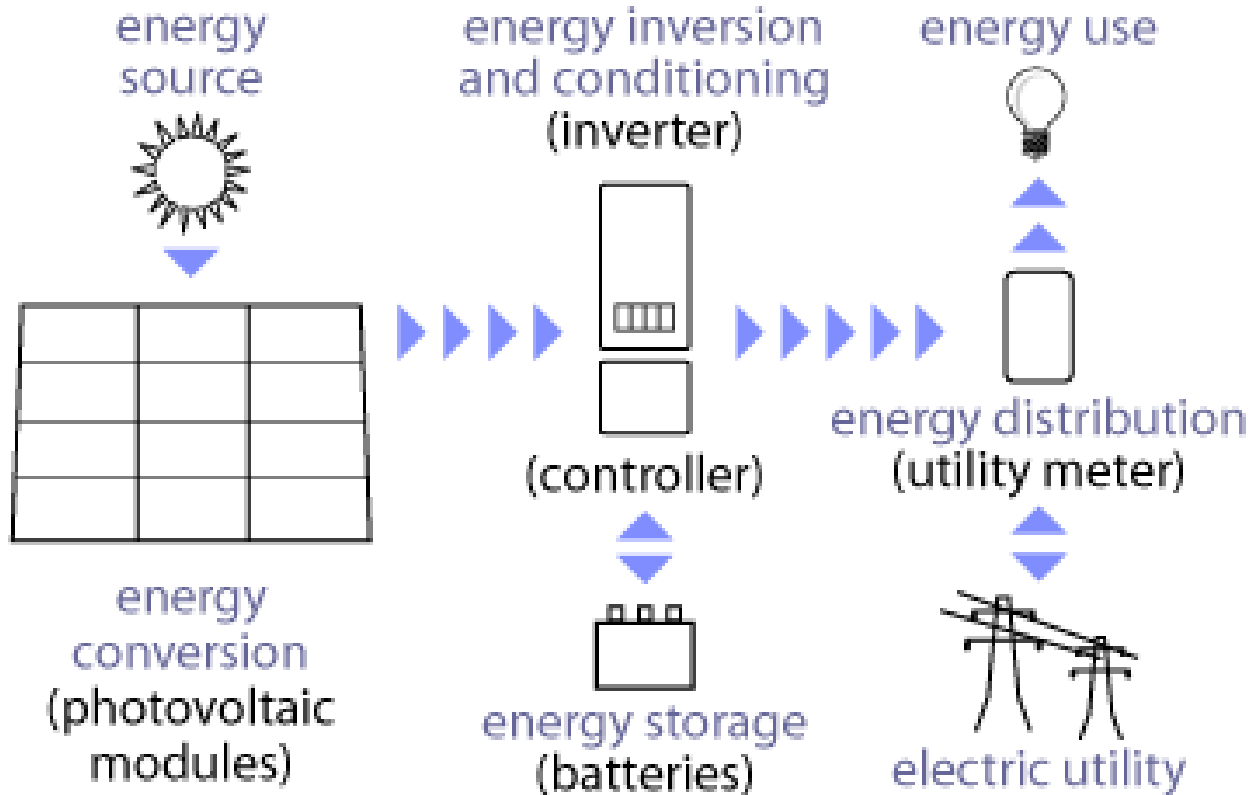 energy
source
energy
conversion
(photovoltaic
modules)
energy inversion
and conditioning
(inverter)
(controller)
energy storage
(batteries)
energy use
energy distribution
(utility meter)
electric utility